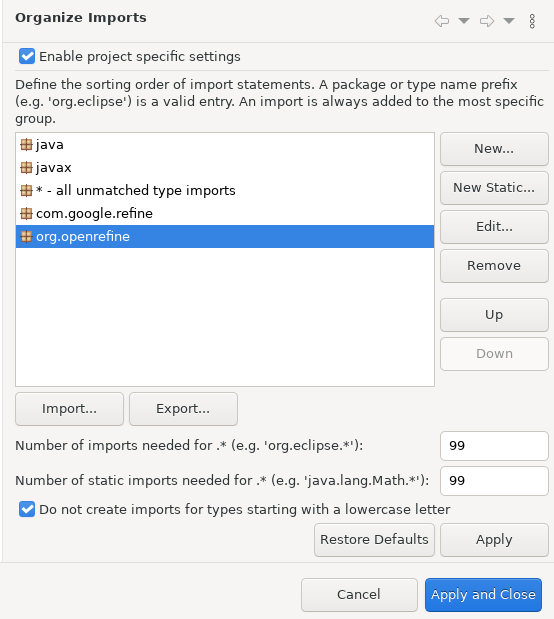 Organize Imports
Enable project specific settings
Define the sorting order of import statements. A package or type name prefix
(e.g. 'org.eclipse') is a valid entry. An import is always added to the most specific
group.
java
javax
* - all unmatched type imports
com.google.refine
org.openrefine
New...
New Static...
Edit...
Remove
Up
Down
Import...
Export...
Number of imports needed for .* (e.g. 'org.eclipse.*'):
99
Number of static imports needed for .* (e.g. 'java.lang.Math.*'):
99
Do not create imports for types starting with a lowercase letter
Restore Defaults
Apply
Cancel
Apply and Close